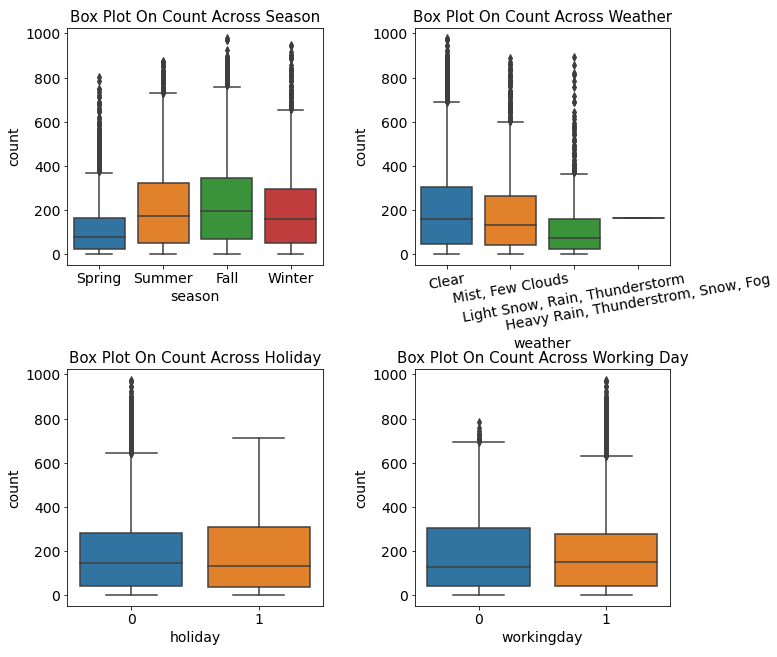 Box Plot On Count Across Season
1000
800
600
400
200
0
count
Spring Summer Fall Winter
season
Box Plot On Count Across Weather
1000
800
600
400
200
0
count
Clear
Mist, Few Clouds
Light Snow, Rain, Thunderstorm
Heavy Rain, Thunderstrom, Snow, Fog
weather
Box Plot On Count Across Holiday
1000
800
600
400
200
0
count
0 1
holiday
Box Plot On Count Across Working Day
1000
800
600
400
200
0
count
0 1
workingday